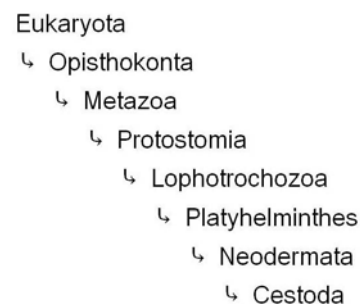 Eukaryota
↳ Opisthokonta
↳ Metazoa
↳ Protostomia
↳ Lophotrochozoa
↳ Platyhelminthes
↳ Neodermata
↳ Cestoda